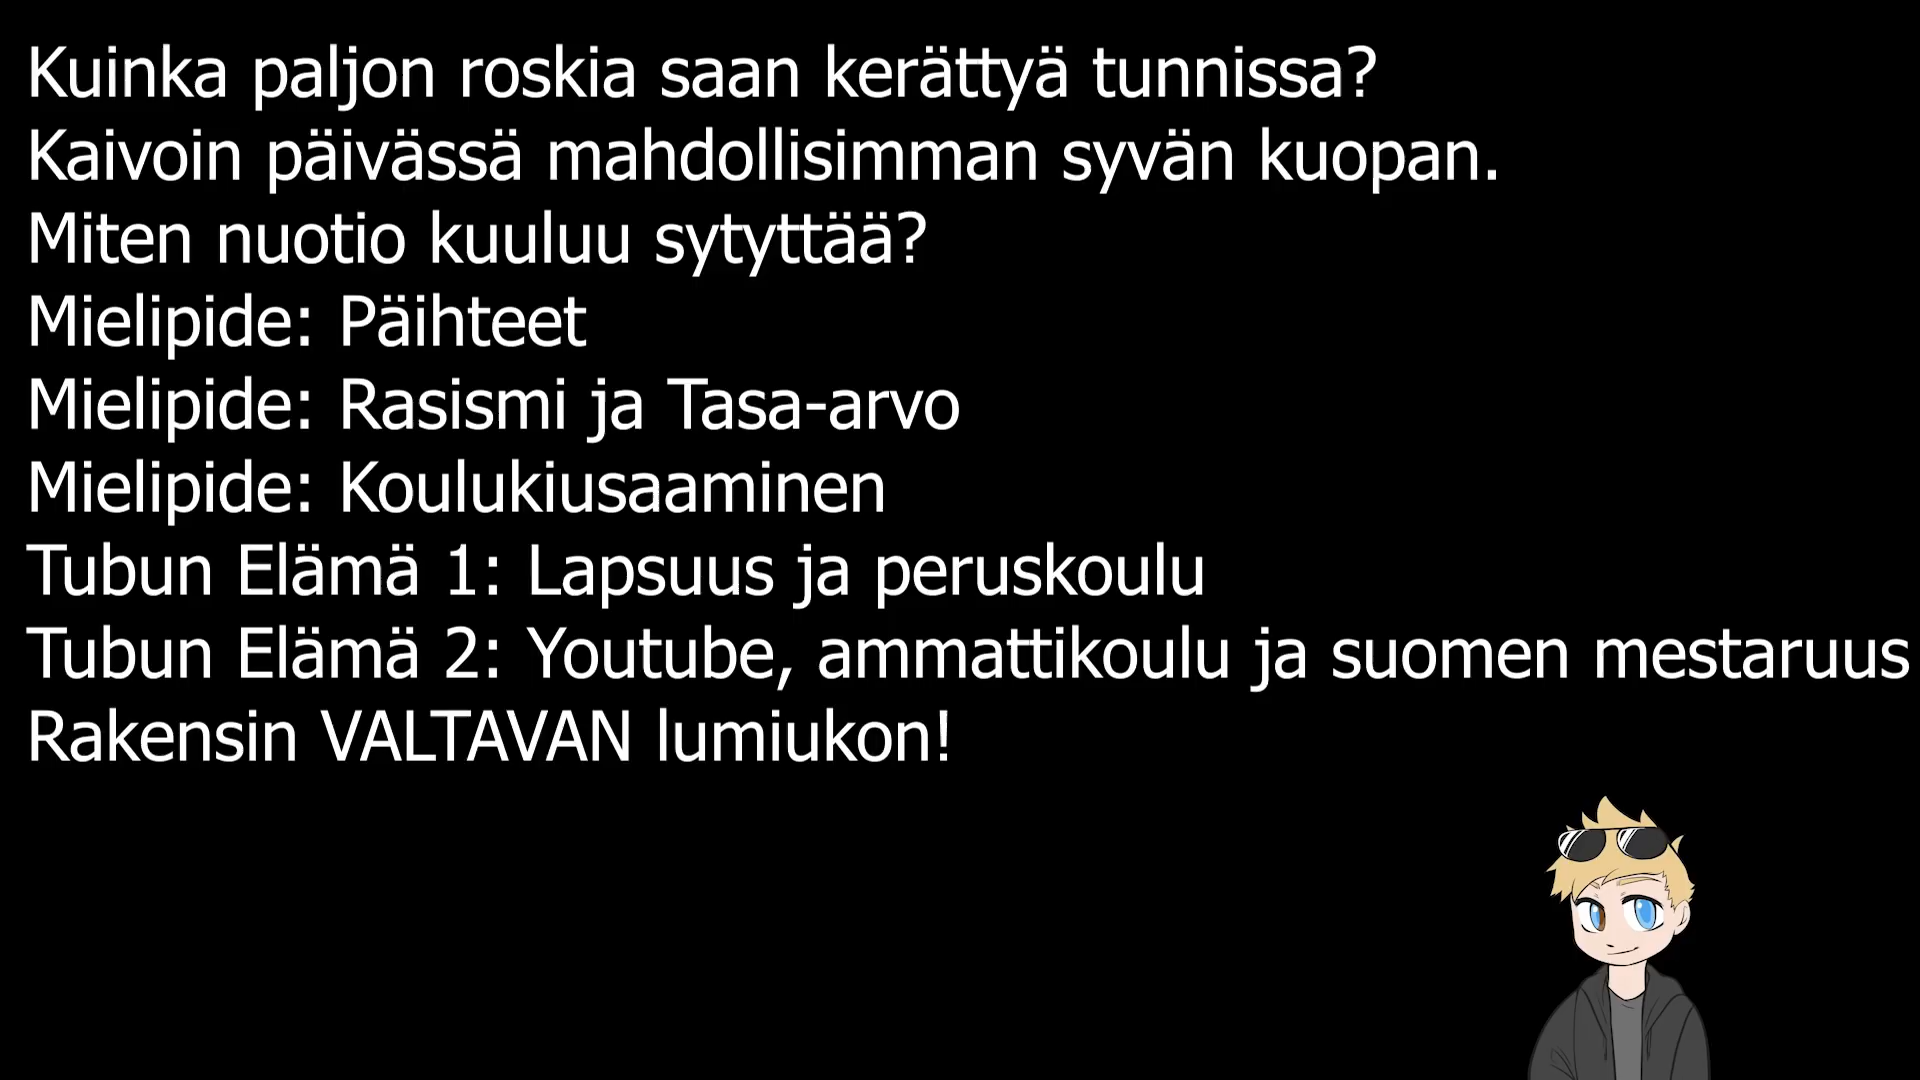 Kuinka paljon roskia saan kerättyä tunnissa?
Kaivoin päivässä mahdollisimman syvän kuopan.
Miten nuotio kuuluu sytyttää?
Mielipide: Päihteet
Mielipide: Rasismi ja Tasa-arvo
Mielipide: Koulukiusaaminen
Tubun Elämä 1: Lapsuus ja peruskoulu
Tubun Elämä 2: Youtube, ammattikoulu ja suomen mestaruus
Rakensin VALTAVAN lumiukon!